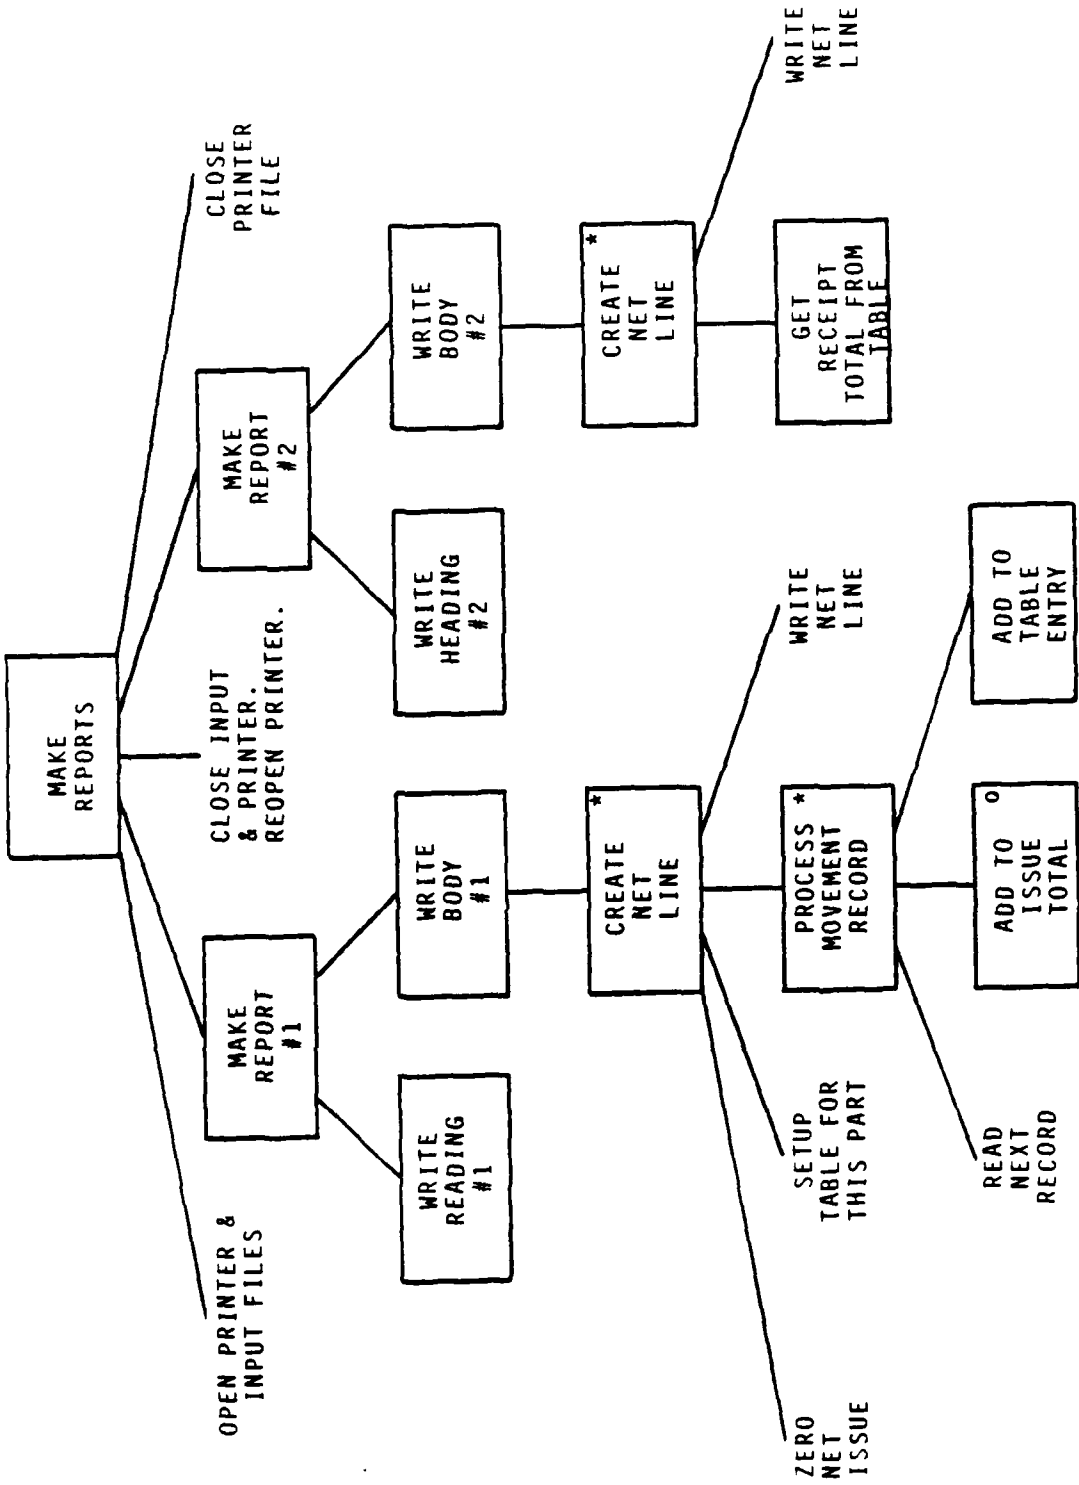 MAKE
REPORTS
OPEN PRINTER &
INPUT FILES
MAKE
REPORT
#1
CLOSE INPUT
& PRINTER.
REOPEN PRINTER.
MAKE
REPORT
#2
CLOSE
PRINTER
FILE
WRITE
READING
#1
WRITE
BODY
#1
WRITE
HEADING
#2
WRITE
BODY
#2
CREATE
NET
LINE
*
CREATE
NET
LINE
*
ZERO
NET
ISSUE
SETUP
TABLE FOR
THIS PART
PROCESS
MOVEMENT
RECORD
*
WRITE
NET
LINE
GET
RECEIPT
TOTAL FROM
TABLE
WRITE
NET
LINE
READ
NEXT
RECORD
ADD TO
ISSUE
TOTAL
o
ADD TO
TABLE
ENTRY